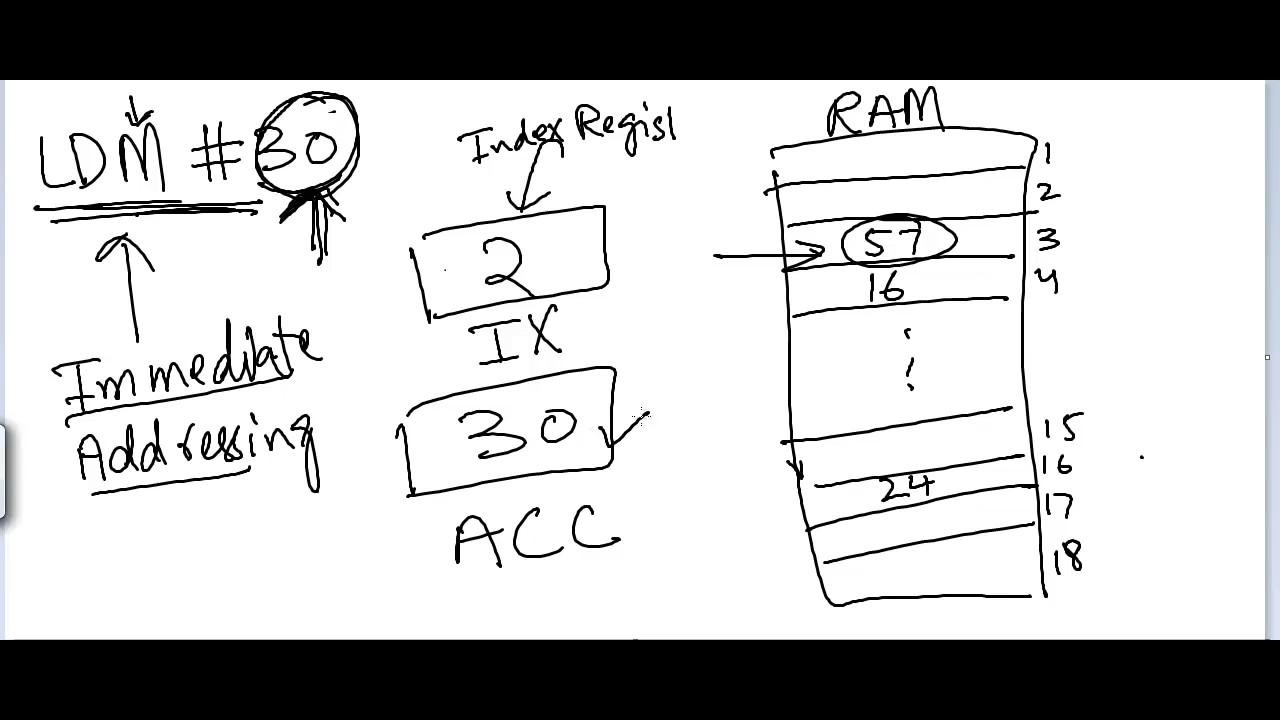 LDM #30
Immediate
Addressing
Index Regist
2
IX
30
ACC
RAM
1
2
57 3
16 4
15
16
24
17
18